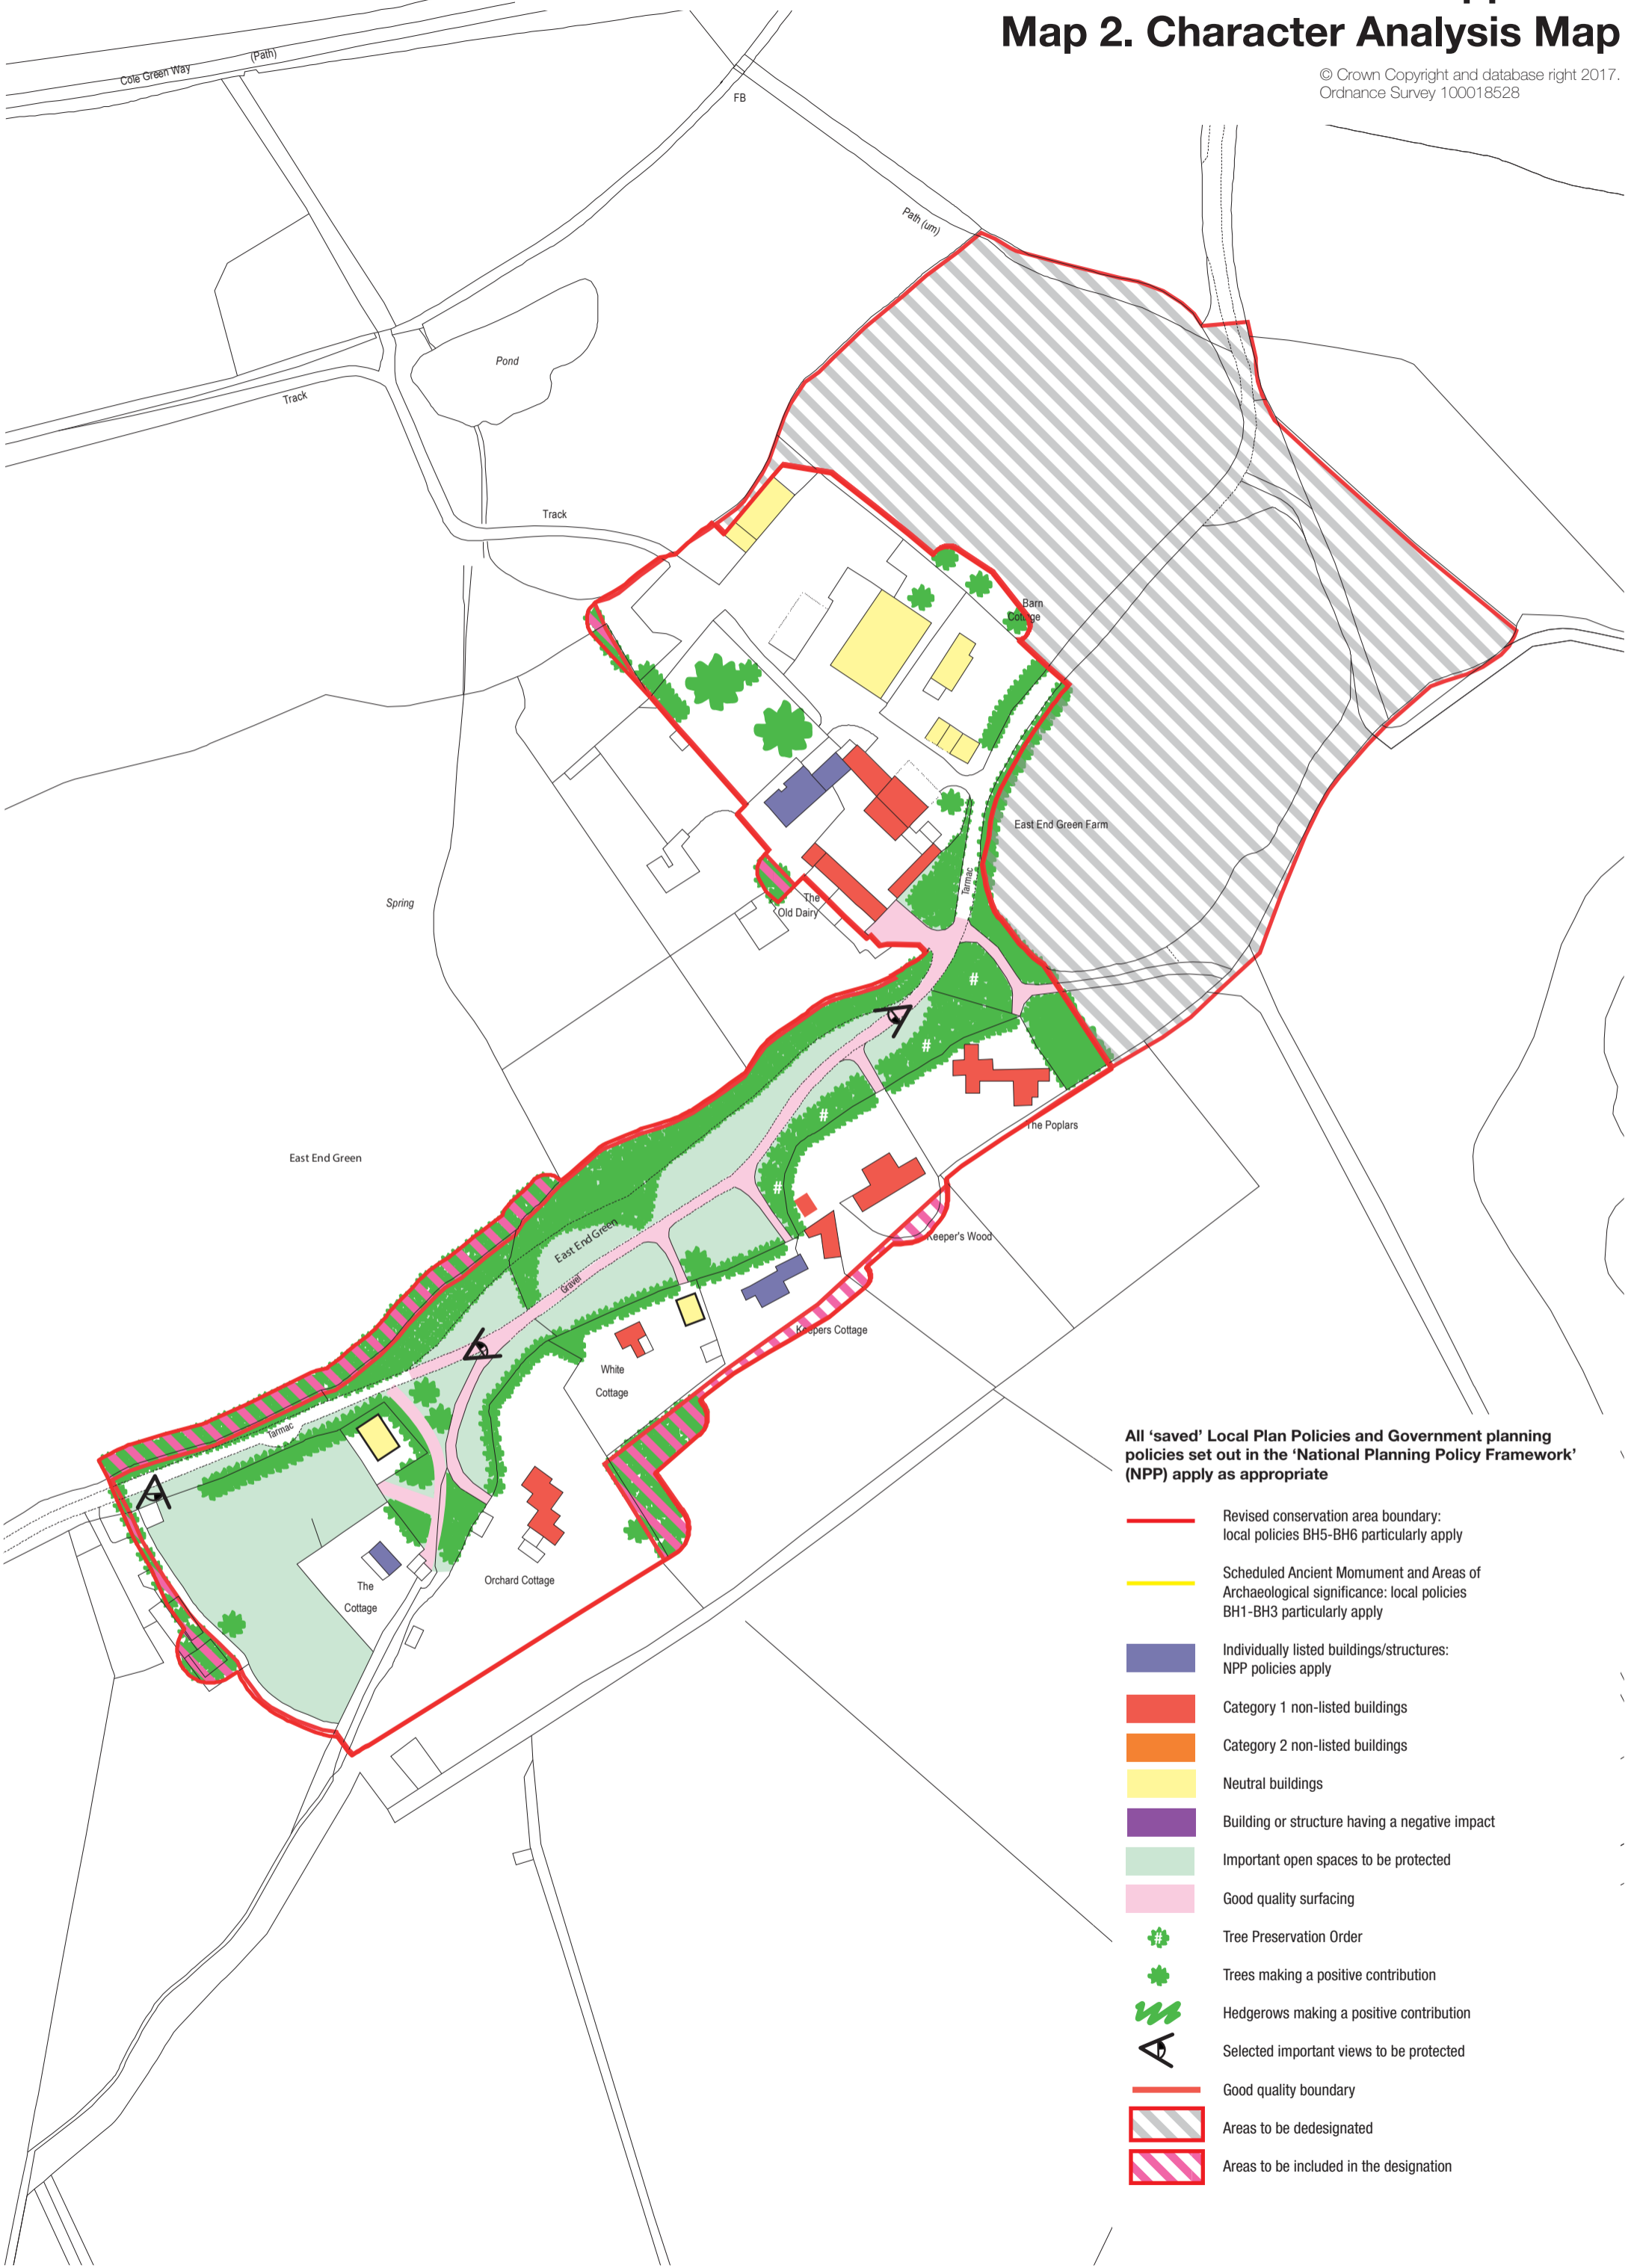 Map 2. Character Analysis Map
© Crown Copyright and database right 2017.
Ordnance Survey 100018528
Cole Green Way
(Path)
FB
Path (um)
Pond
Track
Track
Barn
Cottage
East End Green Farm
Tarmac
The
Old Dairy
Spring
#
#
#
#
The Poplars
East End Green
East End Green
Gravel
Keeper's Wood
Keepers Cottage
White
Cottage
Tarmac
The
Cottage
Orchard Cottage
All ‘saved’ Local Plan Policies and Government planning
policies set out in the ‘National Planning Policy Framework’
(NPP) apply as appropriate
Revised conservation area boundary:
local policies BH5-BH6 particularly apply
Scheduled Ancient Momument and Areas of
Archaeological significance: local policies
BH1-BH3 particularly apply
Individually listed buildings/structures:
NPP policies apply
Category 1 non-listed buildings
Category 2 non-listed buildings
Neutral buildings
Building or structure having a negative impact
Important open spaces to be protected
Good quality surfacing
# Tree Preservation Order
Trees making a positive contribution
Hedgerows making a positive contribution
Selected important views to be protected
Good quality boundary
Areas to be dedesignated
Areas to be included in the designation